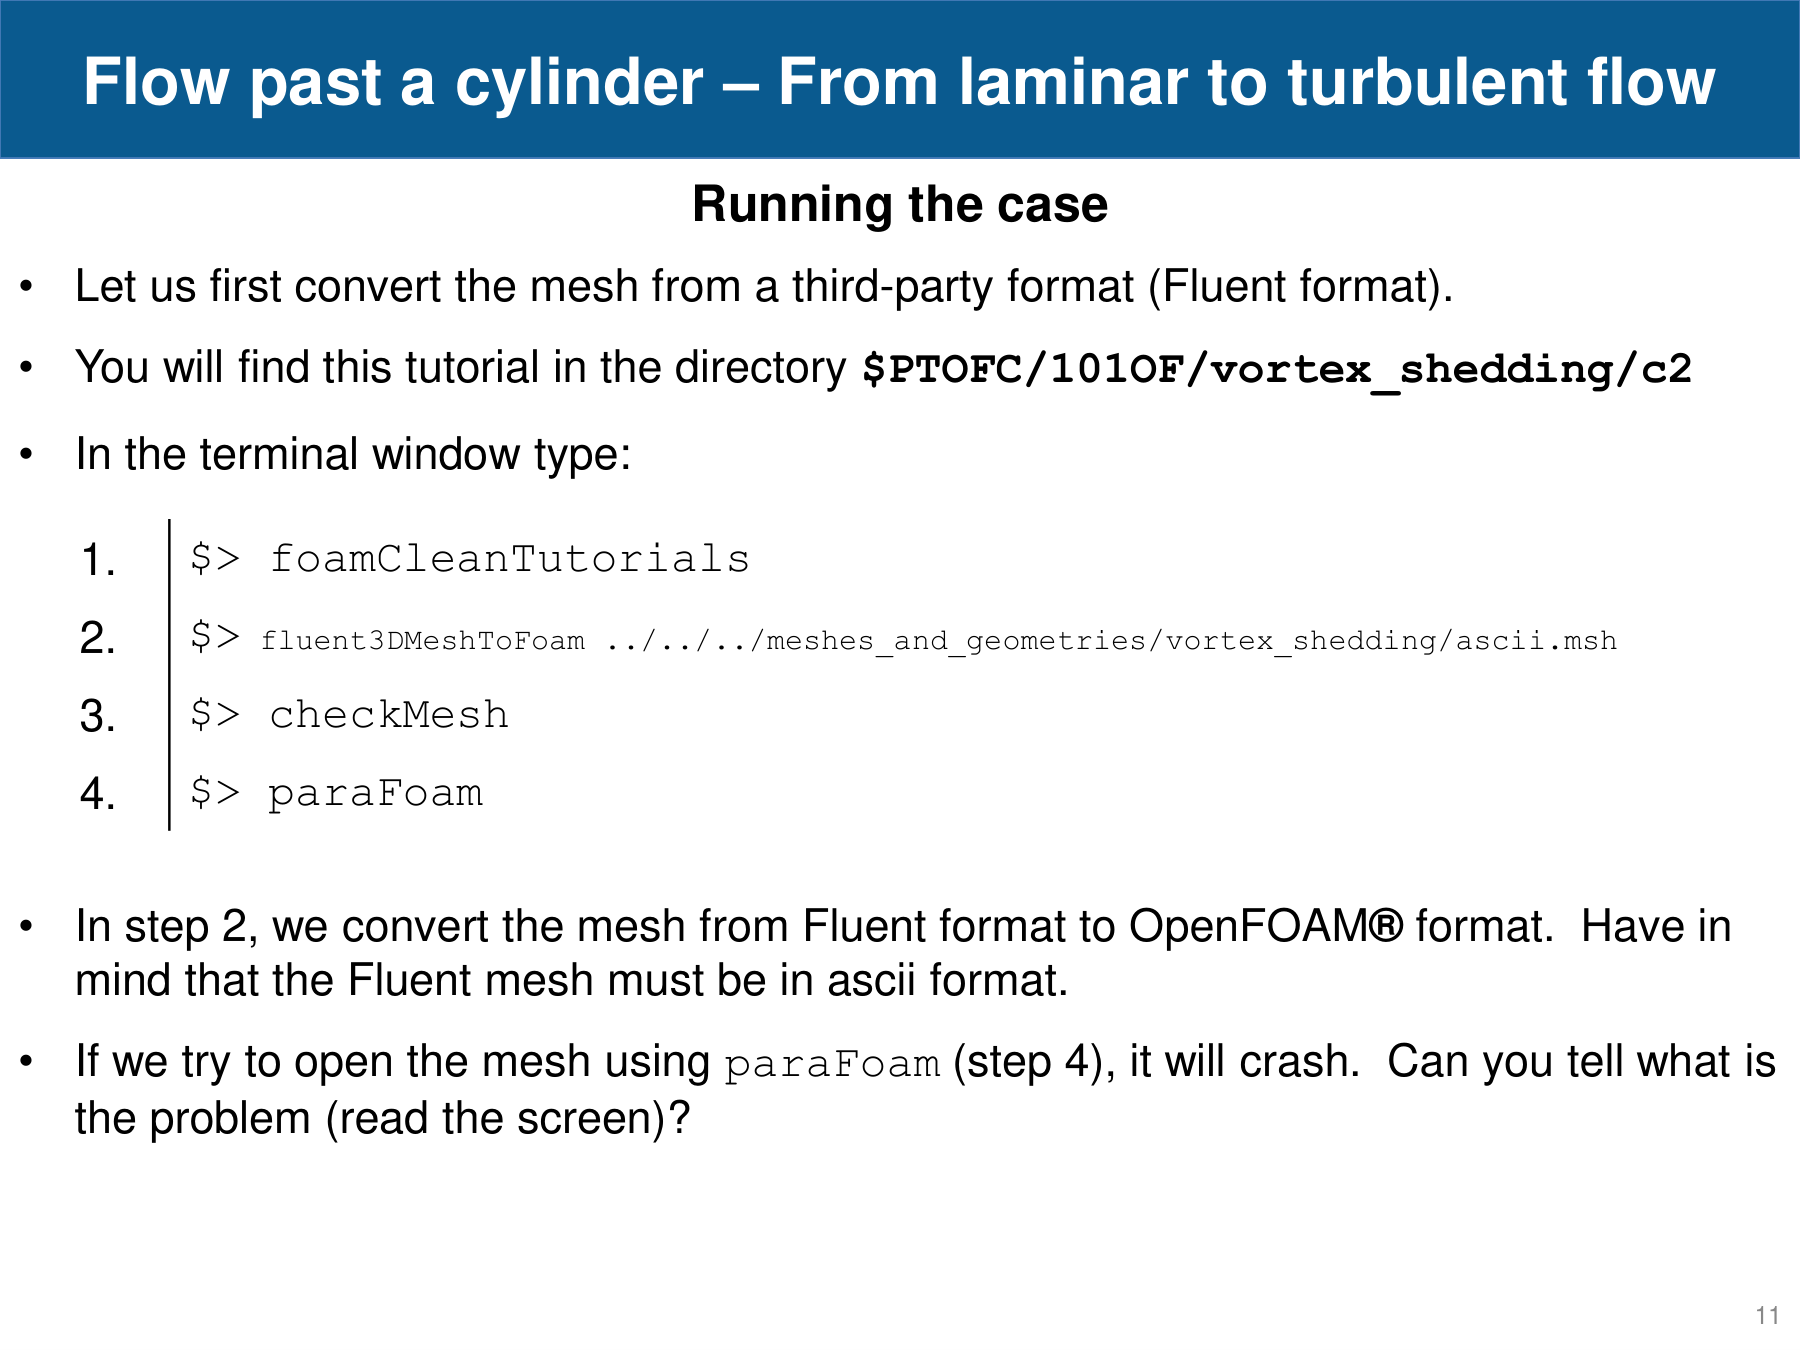 Flow past a cylinder – From laminar to turbulent flow
Running the case
• Let us first convert the mesh from a third-party format (Fluent format).
• You will find this tutorial in the directory $PTOFC/101OF/vortex_shedding/c2
• In the terminal window type:
1. $> foamCleanTutorials
2. $> fluent3DMeshToFoam ../../../meshes_and_geometries/vortex_shedding/ascii.msh
3. $> checkMesh
4. $> paraFoam
• In step 2, we convert the mesh from Fluent format to OpenFOAM® format.  Have in
mind that the Fluent mesh must be in ascii format.
• If we try to open the mesh using paraFoam (step 4), it will crash.  Can you tell what is
the problem (read the screen)?
11